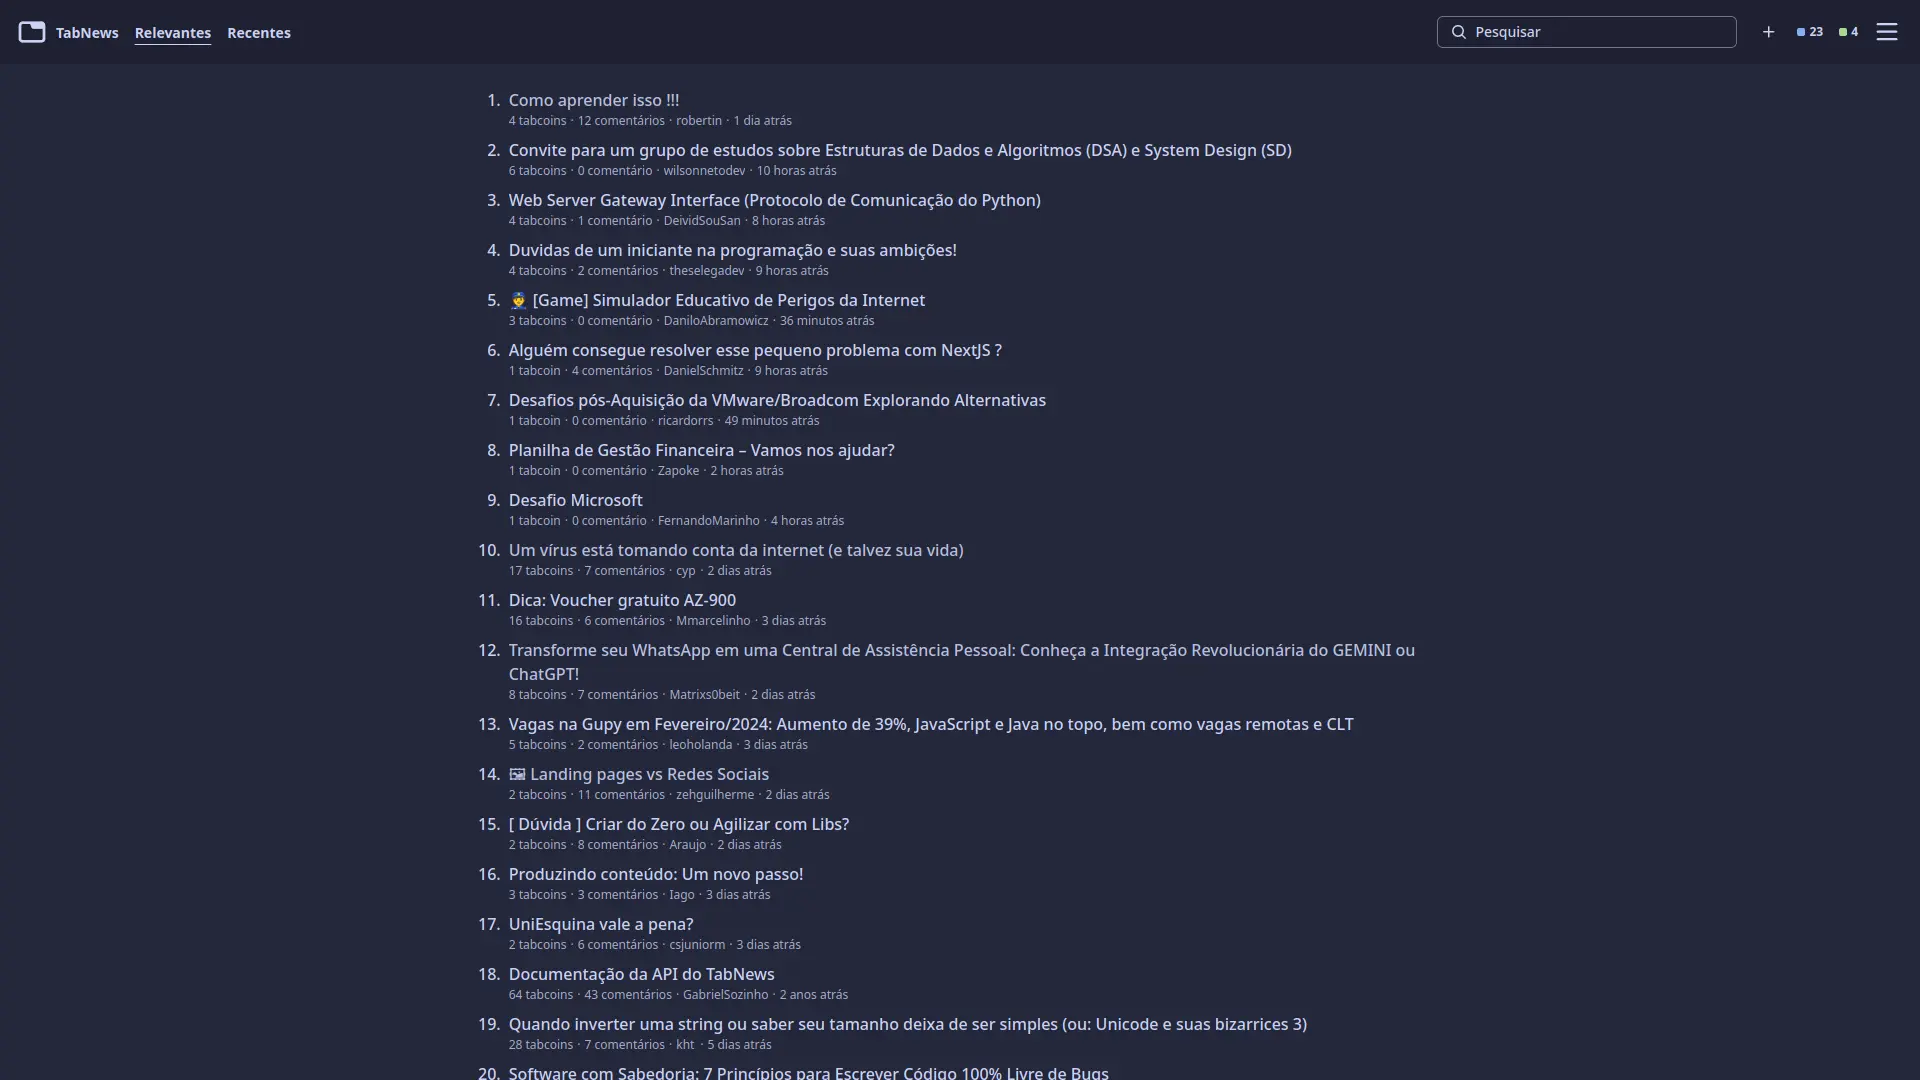 TabNews Relevantes Recentes Pesquisar 23 4
1. Como aprender isso !!!
4 tabcoins · 12 comentários · robertin · 1 dia atrás
2. Convite para um grupo de estudos sobre Estruturas de Dados e Algoritmos (DSA) e System Design (SD)
6 tabcoins · 0 comentário · wilsonnetodev · 10 horas atrás
3. Web Server Gateway Interface (Protocolo de Comunicação do Python)
4 tabcoins · 1 comentário · DeividSouSan · 8 horas atrás
4. Duvidas de um iniciante na programação e suas ambições!
4 tabcoins · 2 comentários · theselegadev · 9 horas atrás
5. 👮 [Game] Simulador Educativo de Perigos da Internet
3 tabcoins · 0 comentário · DaniloAbramowicz · 36 minutos atrás
6. Alguém consegue resolver esse pequeno problema com NextJS ?
1 tabcoin · 4 comentários · DanielSchmitz · 9 horas atrás
7. Desafios pós-Aquisição da VMware/Broadcom Explorando Alternativas
1 tabcoin · 0 comentário · ricardorrs · 49 minutos atrás
8. Planilha de Gestão Financeira – Vamos nos ajudar?
1 tabcoin · 0 comentário · Zapoke · 2 horas atrás
9. Desafio Microsoft
1 tabcoin · 0 comentário · FernandoMarinho · 4 horas atrás
10. Um vírus está tomando conta da internet (e talvez sua vida)
17 tabcoins · 7 comentários · cyp · 2 dias atrás
11. Dica: Voucher gratuito AZ-900
16 tabcoins · 6 comentários · Mmarcelinho · 3 dias atrás
12. Transforme seu WhatsApp em uma Central de Assistência Pessoal: Conheça a Integração Revolucionária do GEMINI ou
ChatGPT!
8 tabcoins · 7 comentários · Matrixs0beit · 2 dias atrás
13. Vagas na Gupy em Fevereiro/2024: Aumento de 39%, JavaScript e Java no topo, bem como vagas remotas e CLT
5 tabcoins · 2 comentários · leoholanda · 3 dias atrás
14. 🖼 Landing pages vs Redes Sociais
2 tabcoins · 11 comentários · zehguilherme · 2 dias atrás
15. [ Dúvida ] Criar do Zero ou Agilizar com Libs?
2 tabcoins · 8 comentários · Araujo · 2 dias atrás
16. Produzindo conteúdo: Um novo passo!
3 tabcoins · 3 comentários · Iago · 3 dias atrás
17. UniEsquina vale a pena?
2 tabcoins · 6 comentários · csjuniorm · 3 dias atrás
18. Documentação da API do TabNews
64 tabcoins · 43 comentários · GabrielSozinho · 2 anos atrás
19. Quando inverter uma string ou saber seu tamanho deixa de ser simples (ou: Unicode e suas bizarrices 3)
28 tabcoins · 7 comentários · kht · 5 dias atrás
20. Software com Sabedoria: 7 Princípios para Escrever Código 100% Livre de Bugs